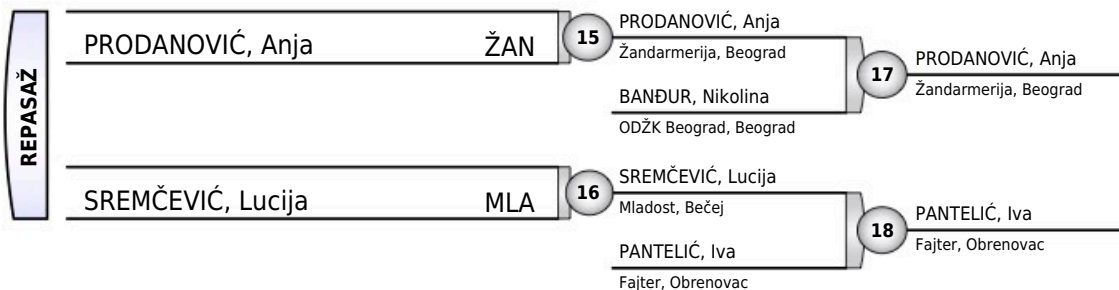 REPASAŽ
PRODANOVIĆ, Anja ŽAN
15
PRODANOVIĆ, Anja
Žandarmerija, Beograd
BANĐUR, Nikolina
ODŽK Beograd, Beograd
17
PRODANOVIĆ, Anja
Žandarmerija, Beograd
SREMČEVIĆ, Lucija MLA
16
SREMČEVIĆ, Lucija
Mladost, Bečej
PANTELIĆ, Iva
Fajter, Obrenovac
18
PANTELIĆ, Iva
Fajter, Obrenovac